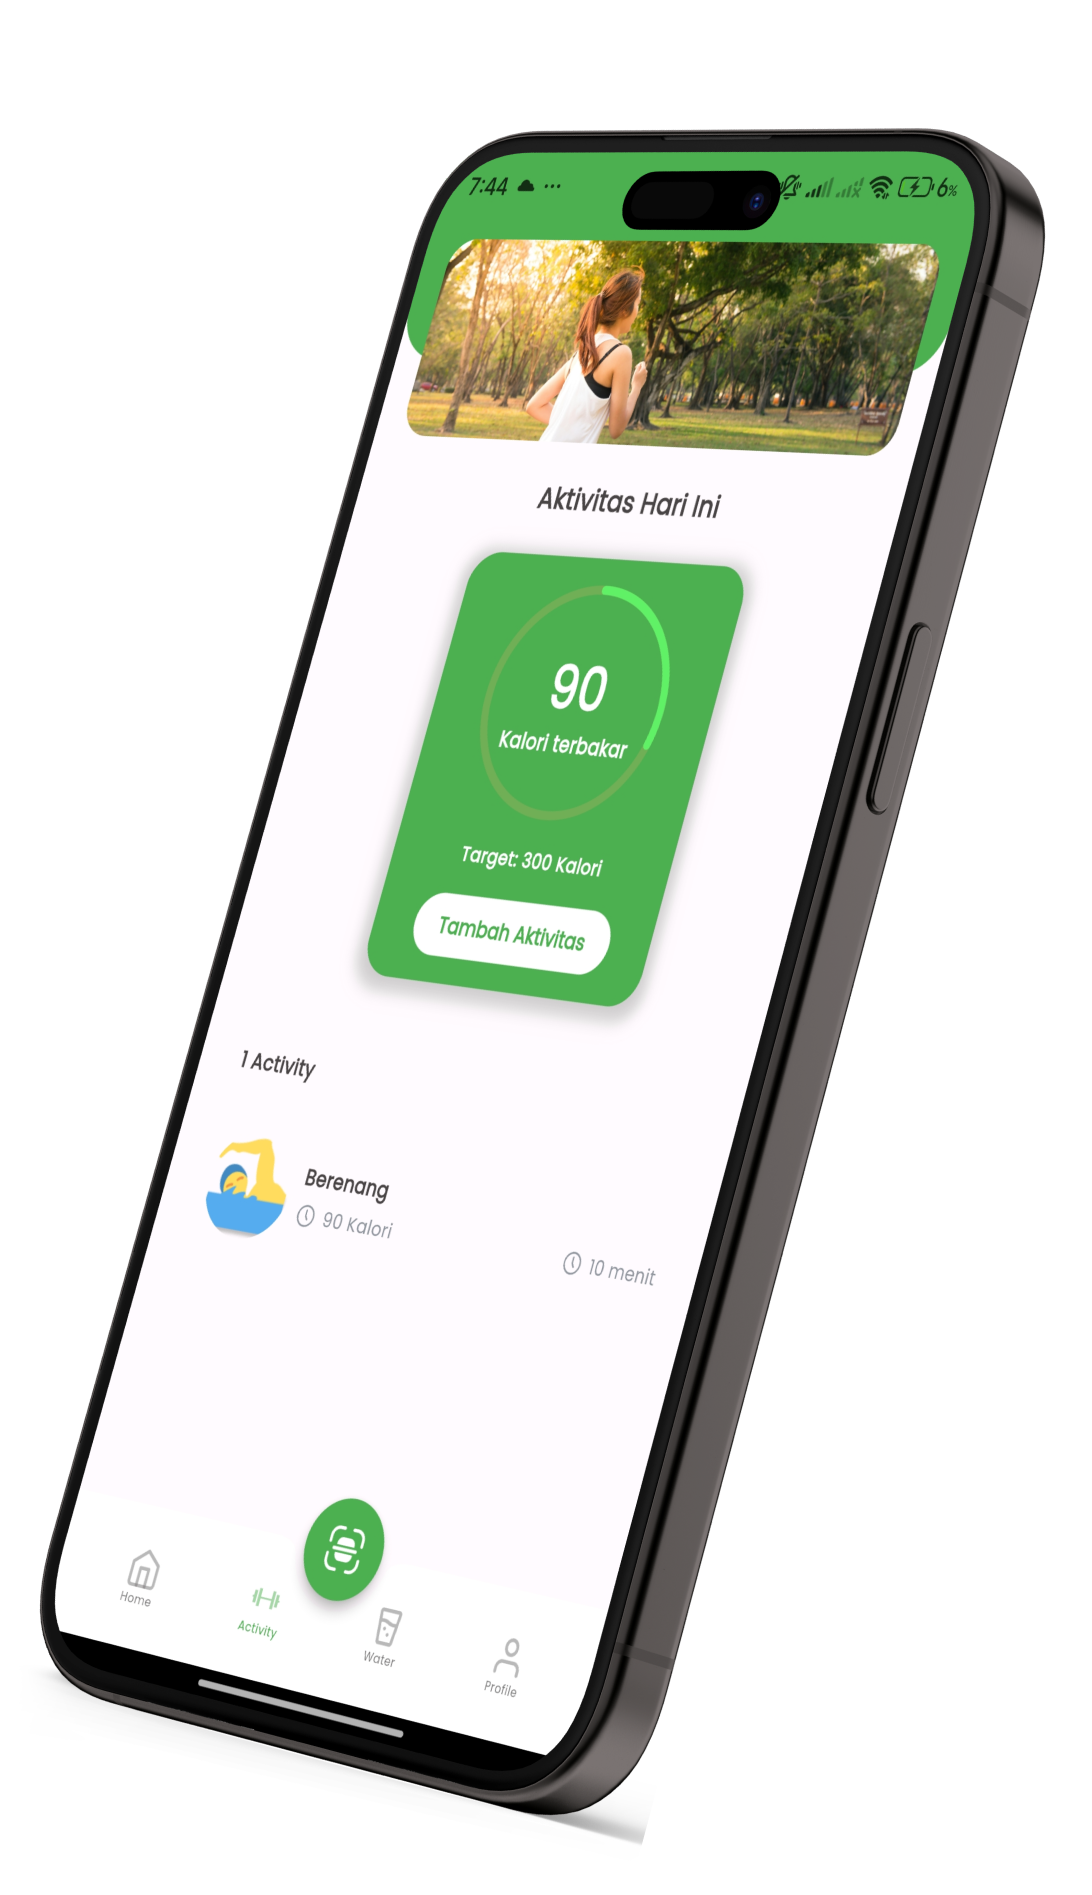 7:44 6%
Aktivitas Hari Ini
90
Kalori terbakar
Target: 300 Kalori
Tambah Aktivitas
1 Activity
Berenang
90 Kalori
10 menit
Home
Activity
Water
Profile